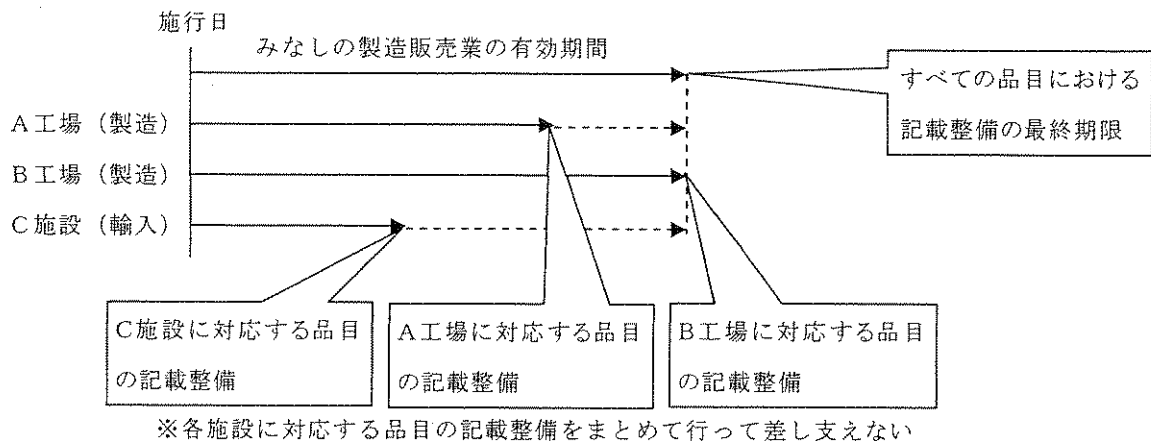 施行日
みなしの製造販売業の有効期間
すべての品目における
記載整備の最終期限
A工場（製造）
B工場（製造）
C施設（輸入）
C施設に対応する品目
の記載整備
A工場に対応する品目
の記載整備
B工場に対応する品目
の記載整備
※各施設に対応する品目の記載整備をまとめて行って差し支えない